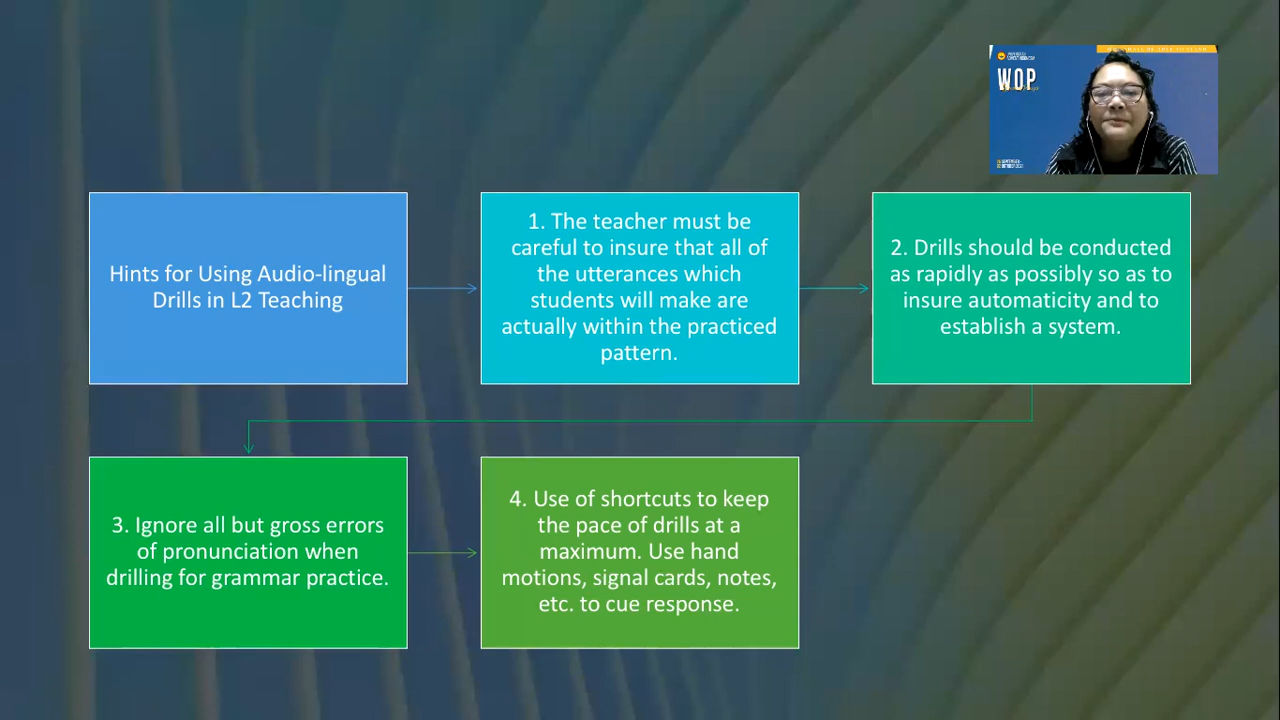 WOP
Hints for Using Audio-lingual
Drills in L2 Teaching
1. The teacher must be
careful to insure that all of
the utterances which
students will make are
actually within the practiced
pattern.
2. Drills should be conducted
as rapidly as possibly so as to
insure automaticity and to
establish a system.
3. Ignore all but gross errors
of pronunciation when
drilling for grammar practice.
4. Use of shortcuts to keep
the pace of drills at a
maximum. Use hand
motions, signal cards, notes,
etc. to cue response.